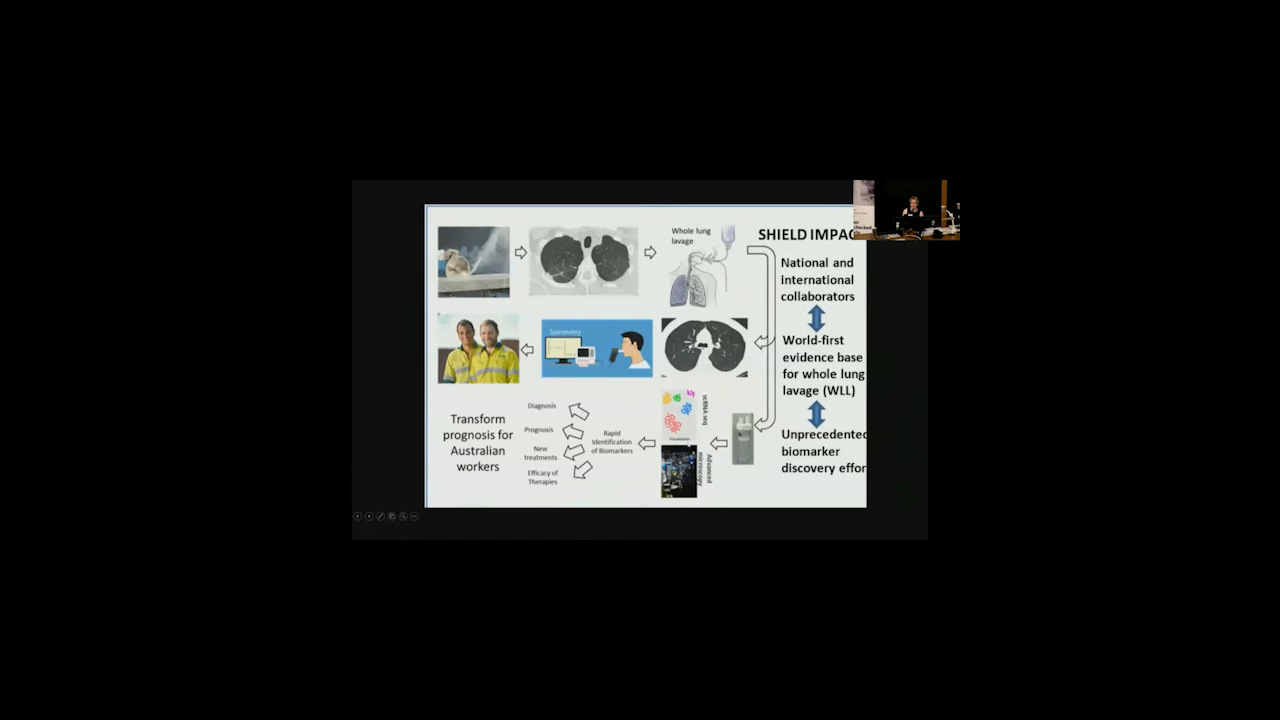 Whole lung
lavage
SHIELD IMPAC
National and
international
collaborators
Spirometry
World-first
evidence base
for whole lung
lavage (WLL)
Unprecedented
biomarker
discovery effor
scRNA seq
Advanced
microscopy
Rapid
Identification
of Biomarkers
Diagnosis
Prognosis
New
Treatments
Efficacy of
Therapies
Transform
prognosis for
Australian
workers
checked